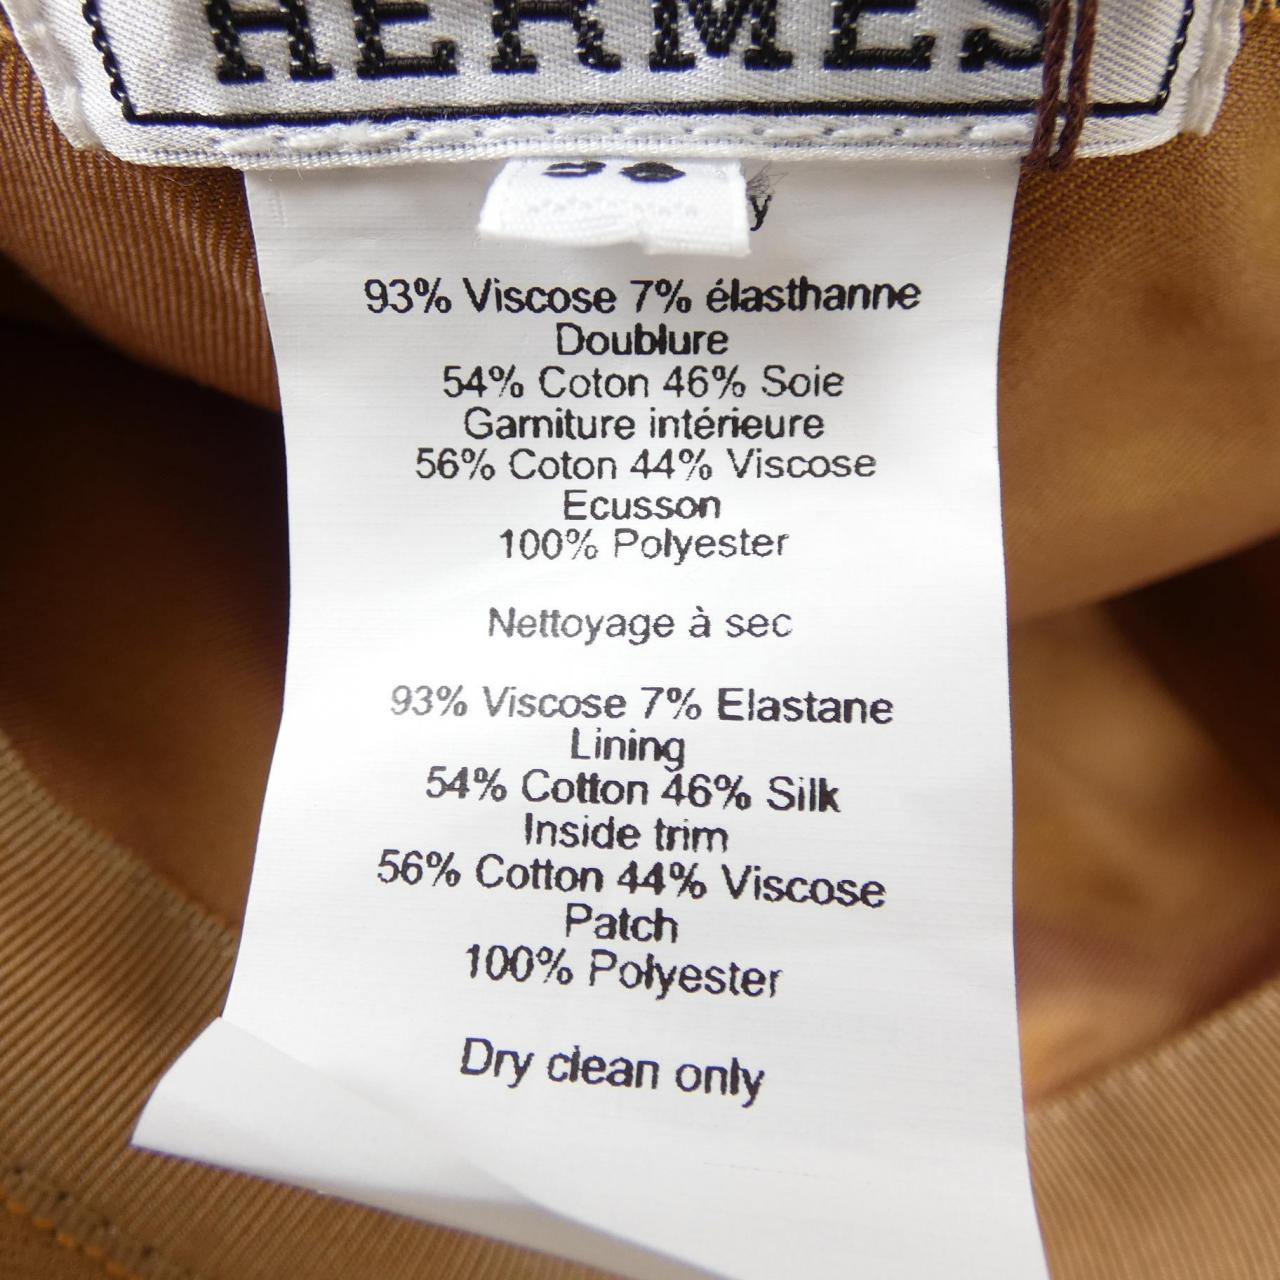 HERMES
y
93% Viscose 7% élasthanne
Doublure
54% Coton 46% Soie
Garniture intérieure
56% Coton 44% Viscose
Ecusson
100% Polyester
Nettoyage à sec
93% Viscose 7% Elastane
Lining
54% Cotton 46% Silk
Inside trim
56% Cotton 44% Viscose
Patch
100% Polyester
Dry clean only